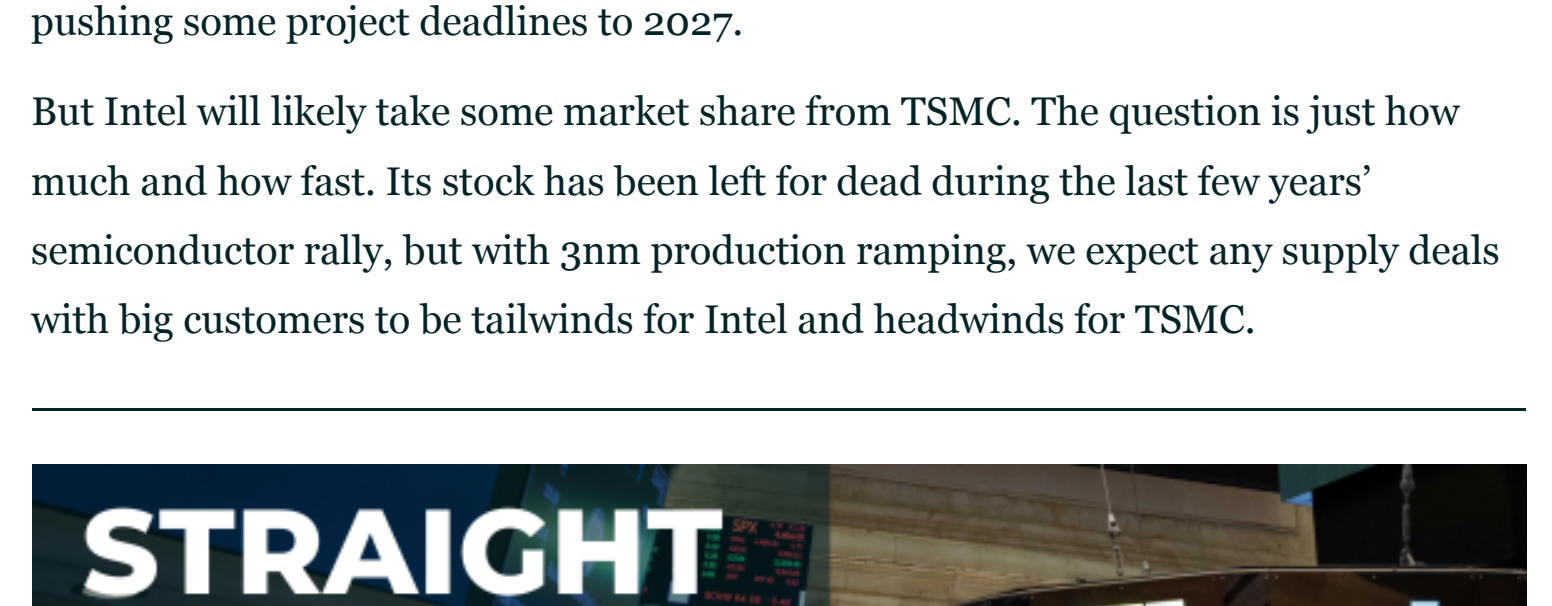 pushing some project deadlines to 2027.
But Intel will likely take some market share from TSMC. The question is just how
much and how fast. Its stock has been left for dead during the last few years’
semiconductor rally, but with 3nm production ramping, we expect any supply deals
with big customers to be tailwinds for Intel and headwinds for TSMC.
STRAIGHT
SPX